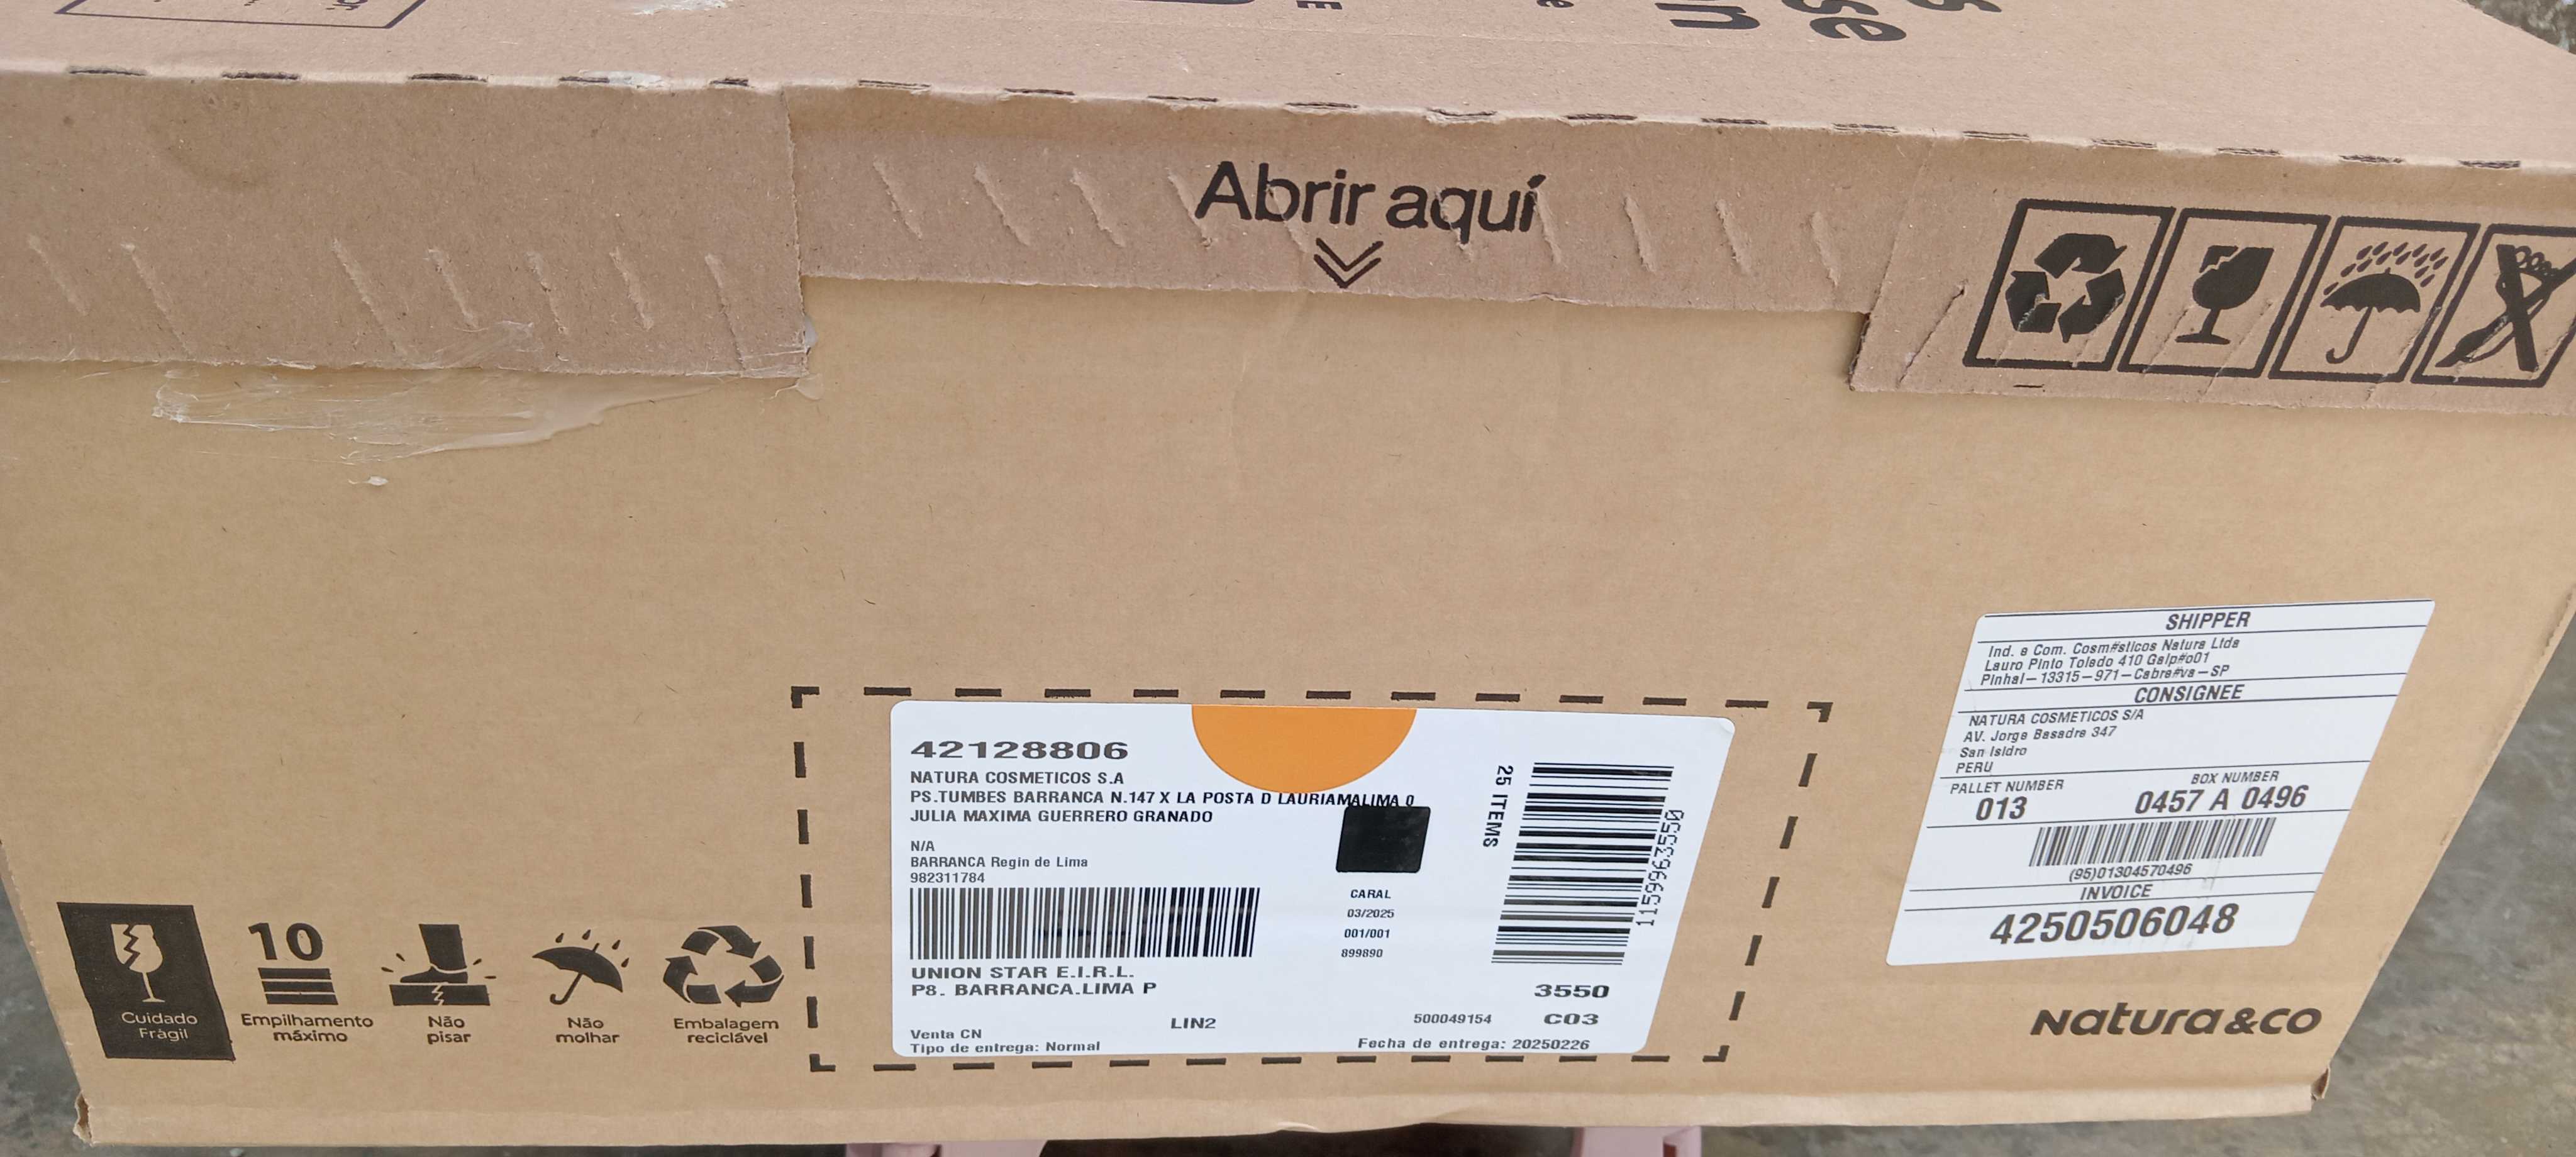 Abrir aquí
SHIPPER
Ind. e Com. Cosm#sticos Natura Ltda
Lauro Pinto Toledo 410 Galp#o01
Pinhal-13315-971-Cabre#va-SP
CONSIGNEE
NATURA COSMETICOS S/A
AV. Jorge Basadre 347
San Isidro
PERU
PALLET NUMBER
013
BOX NUMBER
0457 A 0496
(95)01304570496
INVOICE
4250506048
42128806
NATURA COSMETICOS S.A
PS.TUMBES BARRANCA N.147 X LA POSTA D LAURIAMALIMA 0
JULIA MAXIMA GUERRERO GRANADO
N/A
BARRANCA Regin de Lima
982311784
25 ITEMS
11599963550
CARAL
03/2025
001/001
899890
UNION STAR E.I.R.L.
P8. BARRANCA.LIMA P
3550
LIN2
500049154
C03
Venta CN
Tipo de entrega: Normal
Fecha de entrega: 20250226
Cuidado
Frágil
10
Empilhamento
máximo
Não
pisar
Não
molhar
Embalagem
reciclável
Natura &CO